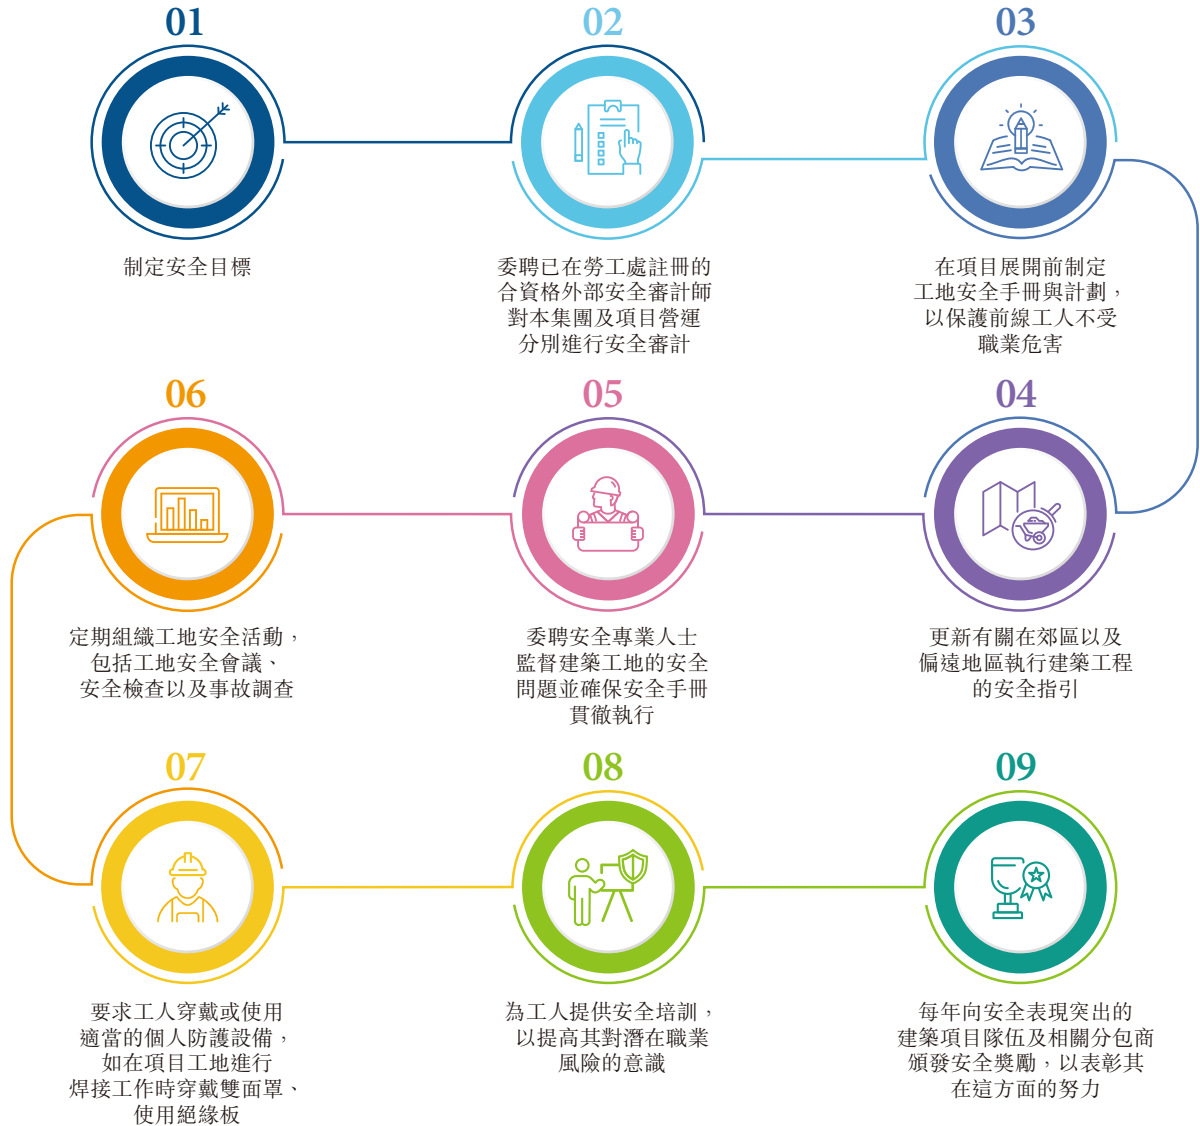 01
制定安全目標
02
委聘已在勞工處註冊的
合資格外部安全審計師
對本集團及項目營運
分別進行安全審計
03
在項目展開前制定
工地安全手冊與計劃，
以保護前線工人不受
職業危害
04
更新有關在郊區以及
偏遠地區執行建築工程
的安全指引
05
委聘安全專業人士
監督建築工地的安全
問題並確保安全手冊
貫徹執行
06
定期組織工地安全活動，
包括工地安全會議、
安全檢查以及事故調查
07
要求工人穿戴或使用
適當的個人防護設備，
如在項目工地進行
焊接工作時穿戴雙面罩、
使用絕緣板
08
為工人提供安全培訓，
以提高其對潛在職業
風險的意識
09
每年向安全表現突出的
建築項目隊伍及相關分包商
頒發安全獎勵，以表彰其
在這方面的努力